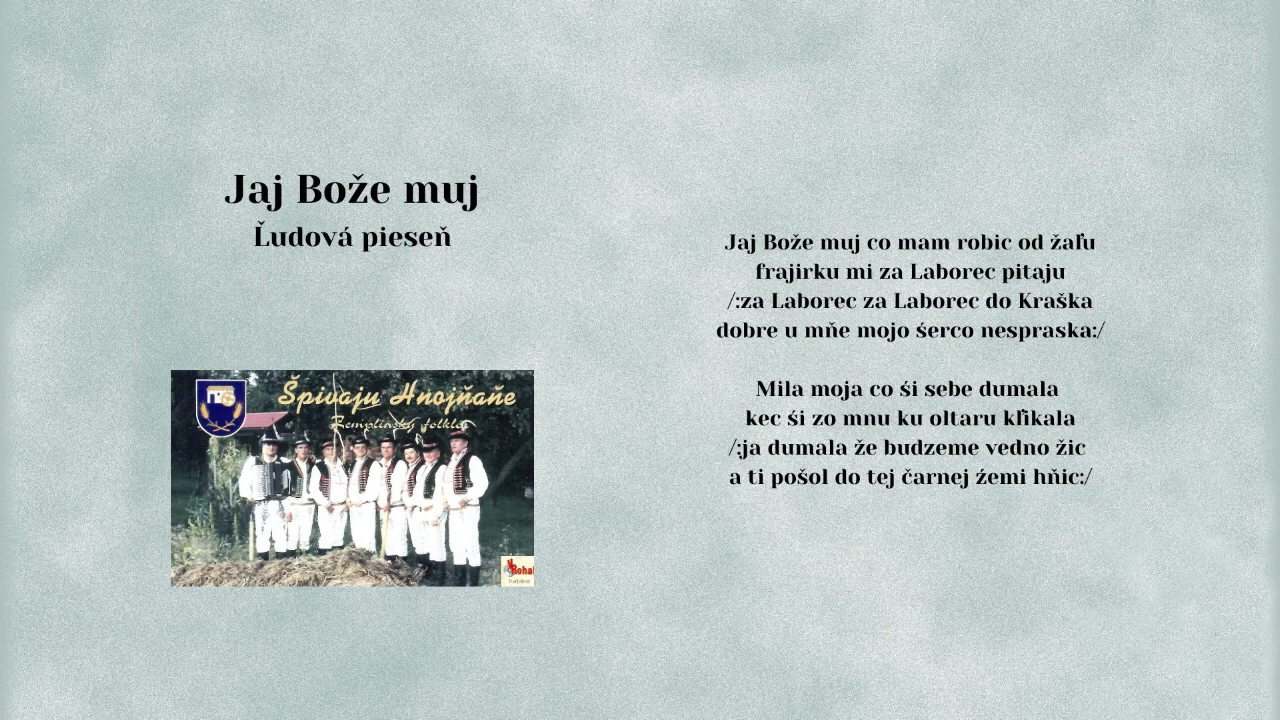 Jaj Bože muj
Ľudová pieseň
Špivaju Hnojňaňe
Zemplínsky folklór
Rohaľ
Jaj Bože muj co mam robic od žaľu
frajirku mi za Laborec pitaju
/:za Laborec za Laborec do Kraška
dobre u mňe mojo śerco nespraska:/
Mila moja co śi sebe dumala
kec śi zo mnu ku oltaru kľikala
/:ja dumala že budzeme vedno žic
a ti pošol do tej čarnej źemi hňic:/